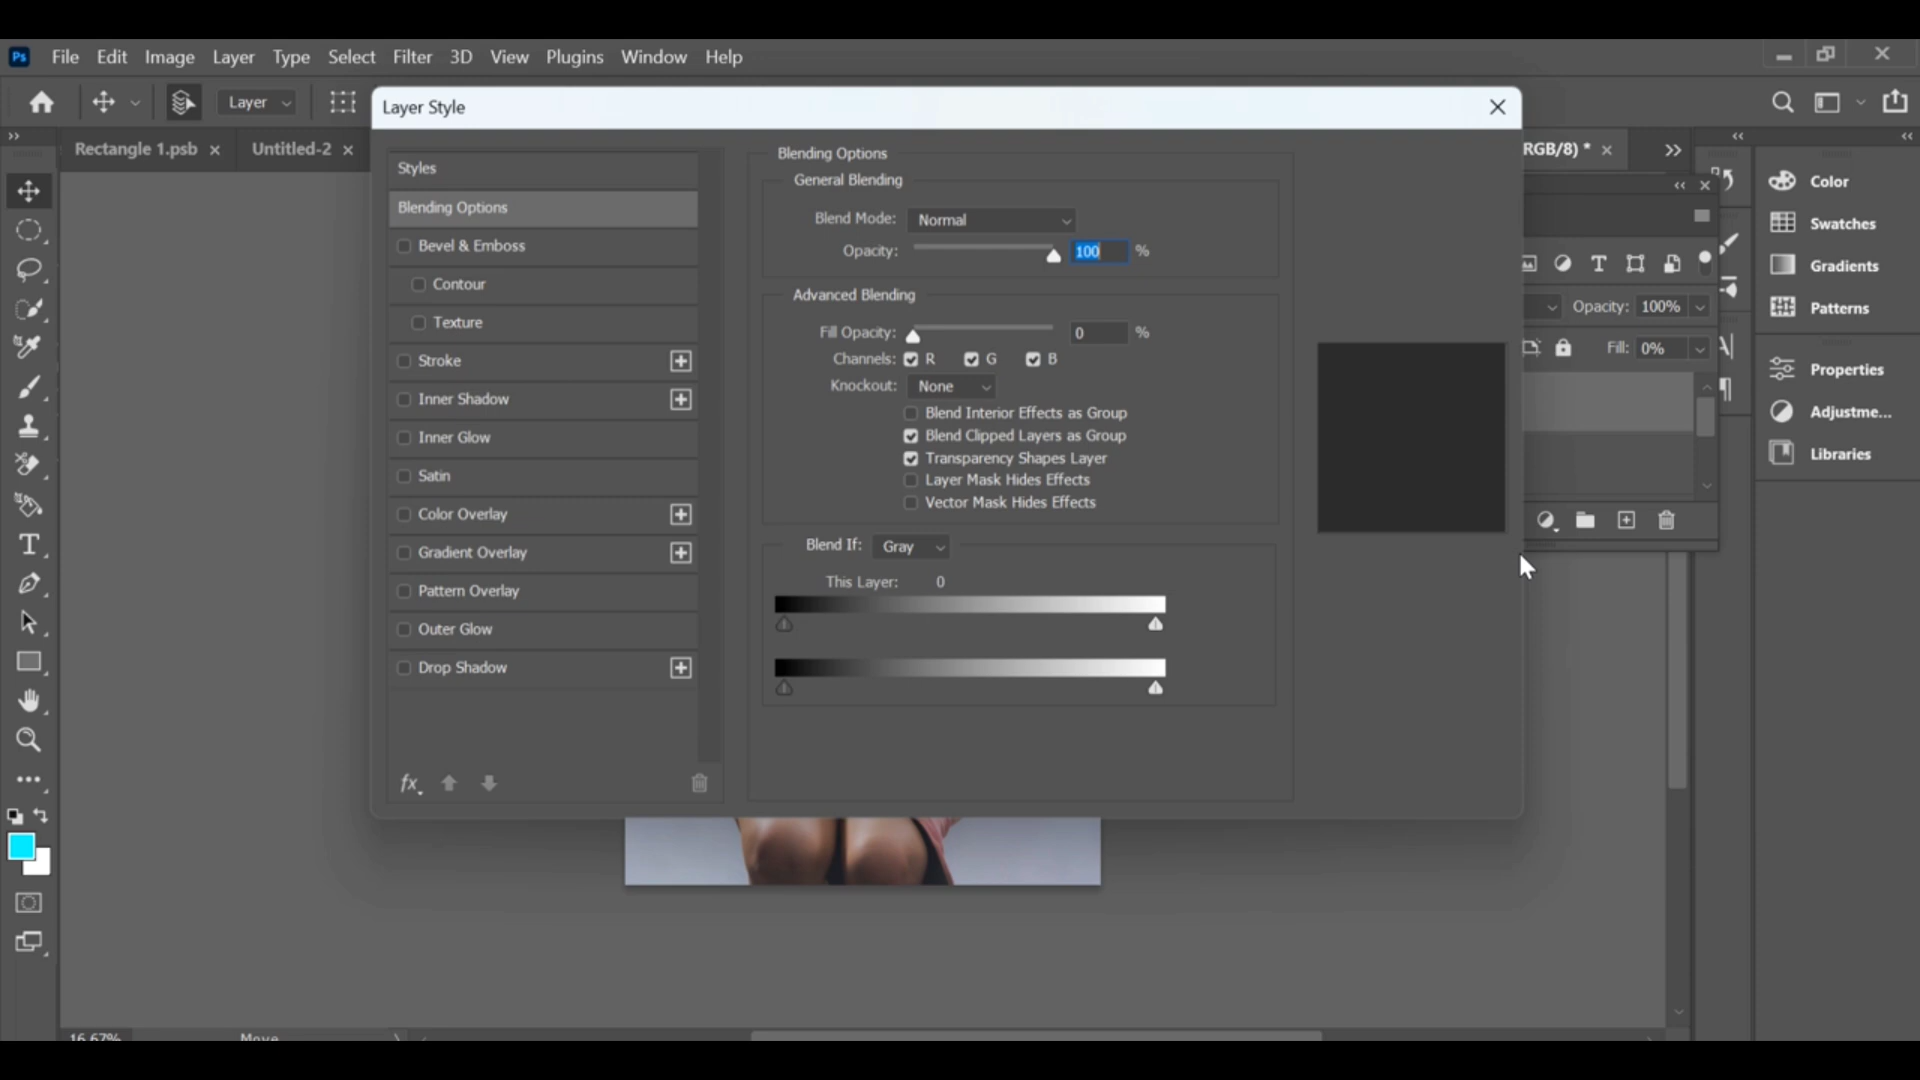 Ps File Edit Image Layer Type Select Filter 3D View Plugins Window Help
Layer
Layer Style
Rectangle 1.psb × Untitled-2 ×
RGB/8) * ×
Styles
Blending Options
Bevel & Emboss
Contour
Texture
Stroke
Inner Shadow
Inner Glow
Satin
Color Overlay
Gradient Overlay
Pattern Overlay
Outer Glow
Drop Shadow
fx
Blending Options
General Blending
Blend Mode: Normal
Opacity: 100 %
Advanced Blending
Fill Opacity: 0 %
Channels: R G B
Knockout: None
Blend Interior Effects as Group
Blend Clipped Layers as Group
Transparency Shapes Layer
Layer Mask Hides Effects
Vector Mask Hides Effects
Blend If: Gray
This Layer: 0
Opacity: 100%
Fill: 0%
Color
Swatches
Gradients
Patterns
Properties
Adjustme...
Libraries
16.67% Move